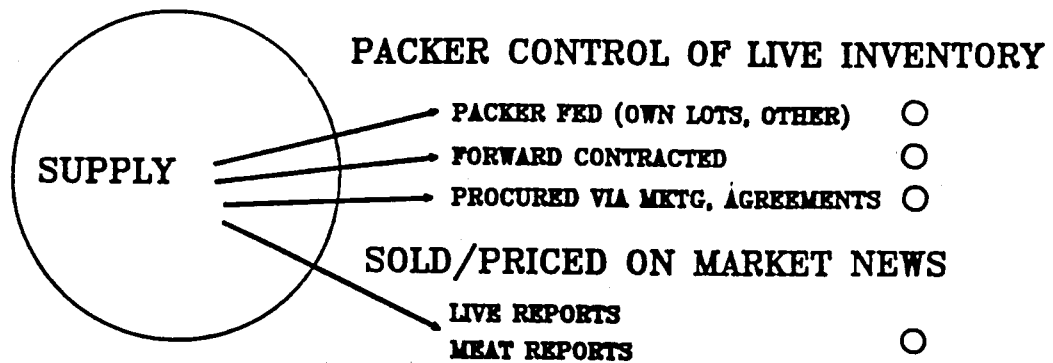 PACKER CONTROL OF LIVE INVENTORY
PACKER FED (OWN LOTS, OTHER)
SUPPLY
FORWARD CONTRACTED
PROCURED VIA MKTG, AGREEMENTS
SOLD/PRICED ON MARKET NEWS
LIVE REPORTS
MEAT REPORTS